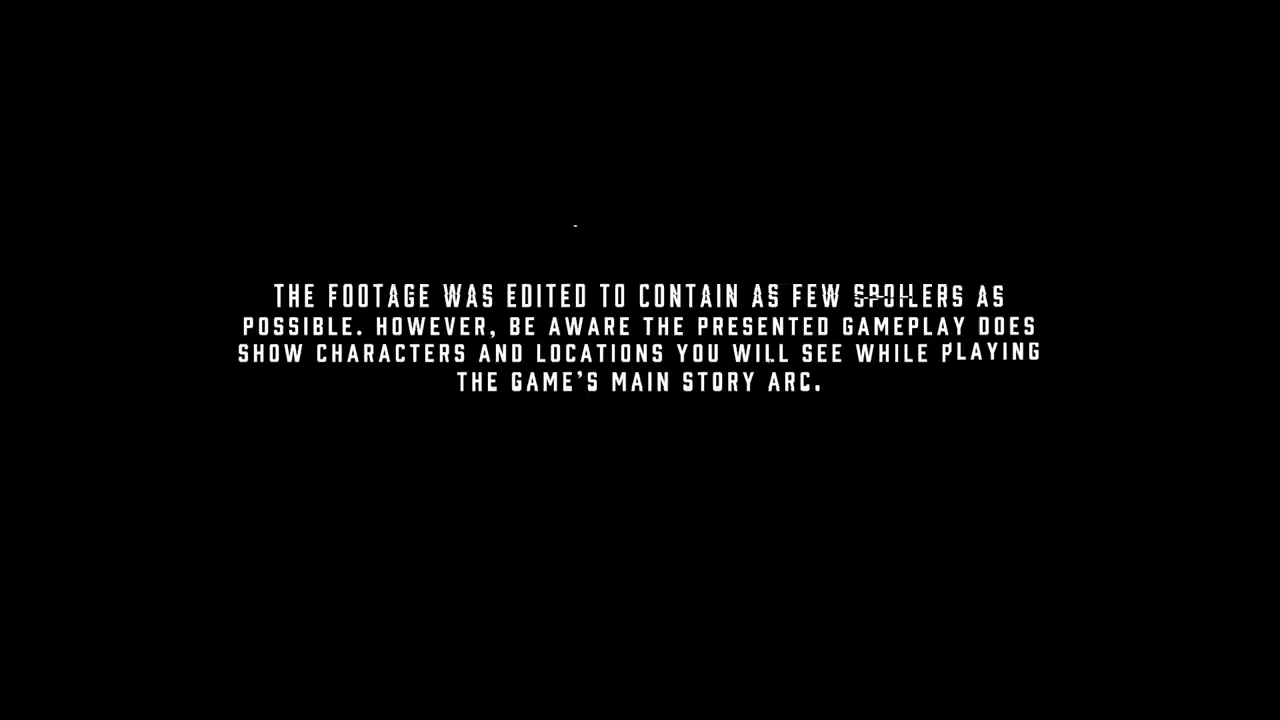 THE FOOTAGE WAS EDITED TO CONTAIN AS FEW SPOILERS AS
POSSIBLE. HOWEVER, BE AWARE THE PRESENTED GAMEPLAY DOES
SHOW CHARACTERS AND LOCATIONS YOU WILL SEE WHILE PLAYING
THE GAME'S MAIN STORY ARC.